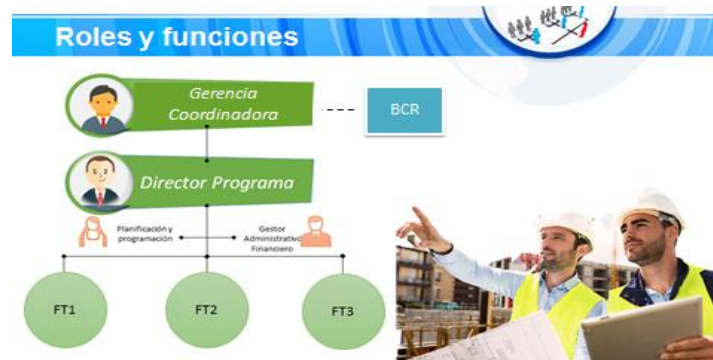 Roles y funciones
Gerencia
Coordinadora
BCR
Director Programa
Planificación y
programación
Gestor
Administrativo
Financiero
FT1
FT2
FT3